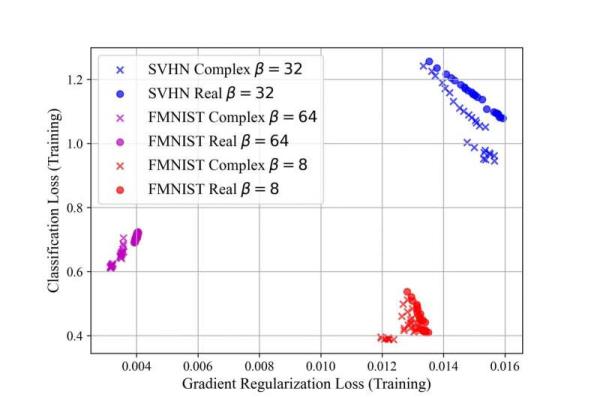 SVHN Complex β = 32
SVHN Real β = 32
FMNIST Complex β = 64
FMNIST Real β = 64
FMNIST Complex β = 8
FMNIST Real β = 8
Classification Loss (Training)
1.2
1.0
0.8
0.6
0.4
0.004 0.006 0.008 0.010 0.012 0.014 0.016
Gradient Regularization Loss (Training)